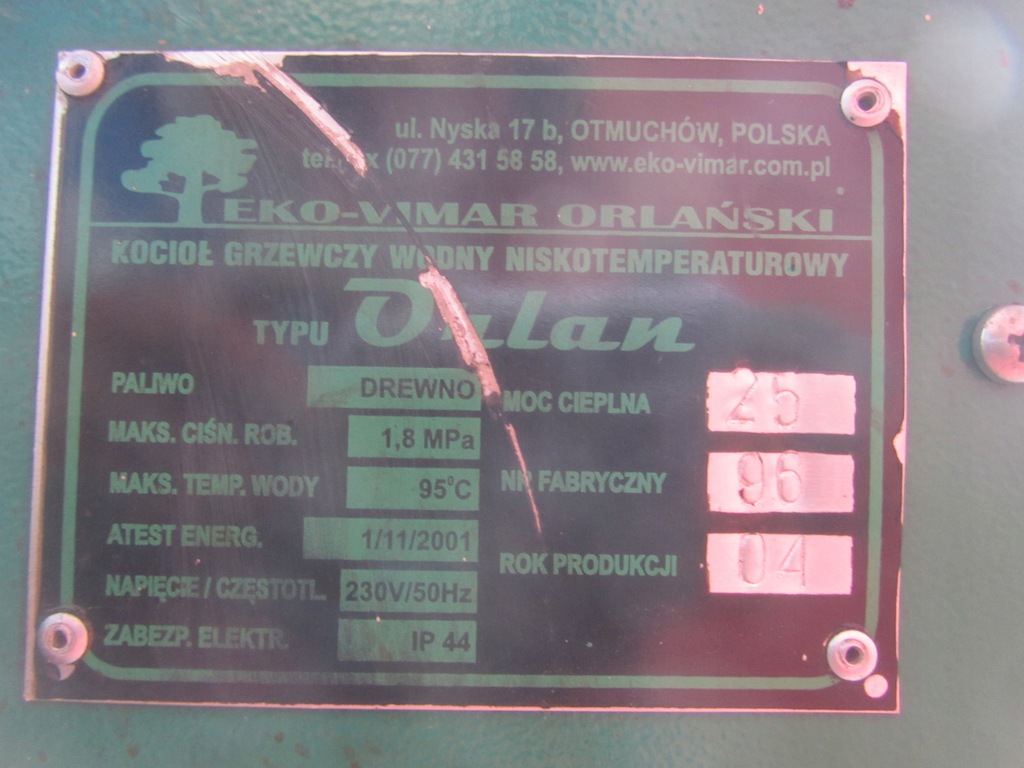 ul. Nyska 17 b, OTMUCHÓW, POLSKA
(077) 431 58 58, www.eko-vimar.com.pl
EKO-VIMAR ORLAŃSKI
KOCIOŁ GRZEWCZY WODNY NISKOTEMPERATUROWY
TYPU Orlan
PALIWO DREWNO
MOC CIEPLNA 25
MAKS. CIŚN. ROB. 1,8 MPa
MAKS. TEMP. WODY 95°C
NR FABRYCZNY 96
ATEST ENERG. 1/11/2001
ROK PRODUKCJI 04
NAPIĘCIE / CZĘSTOTL. 230V/50Hz
ZABEZP. ELEKTR. IP 44